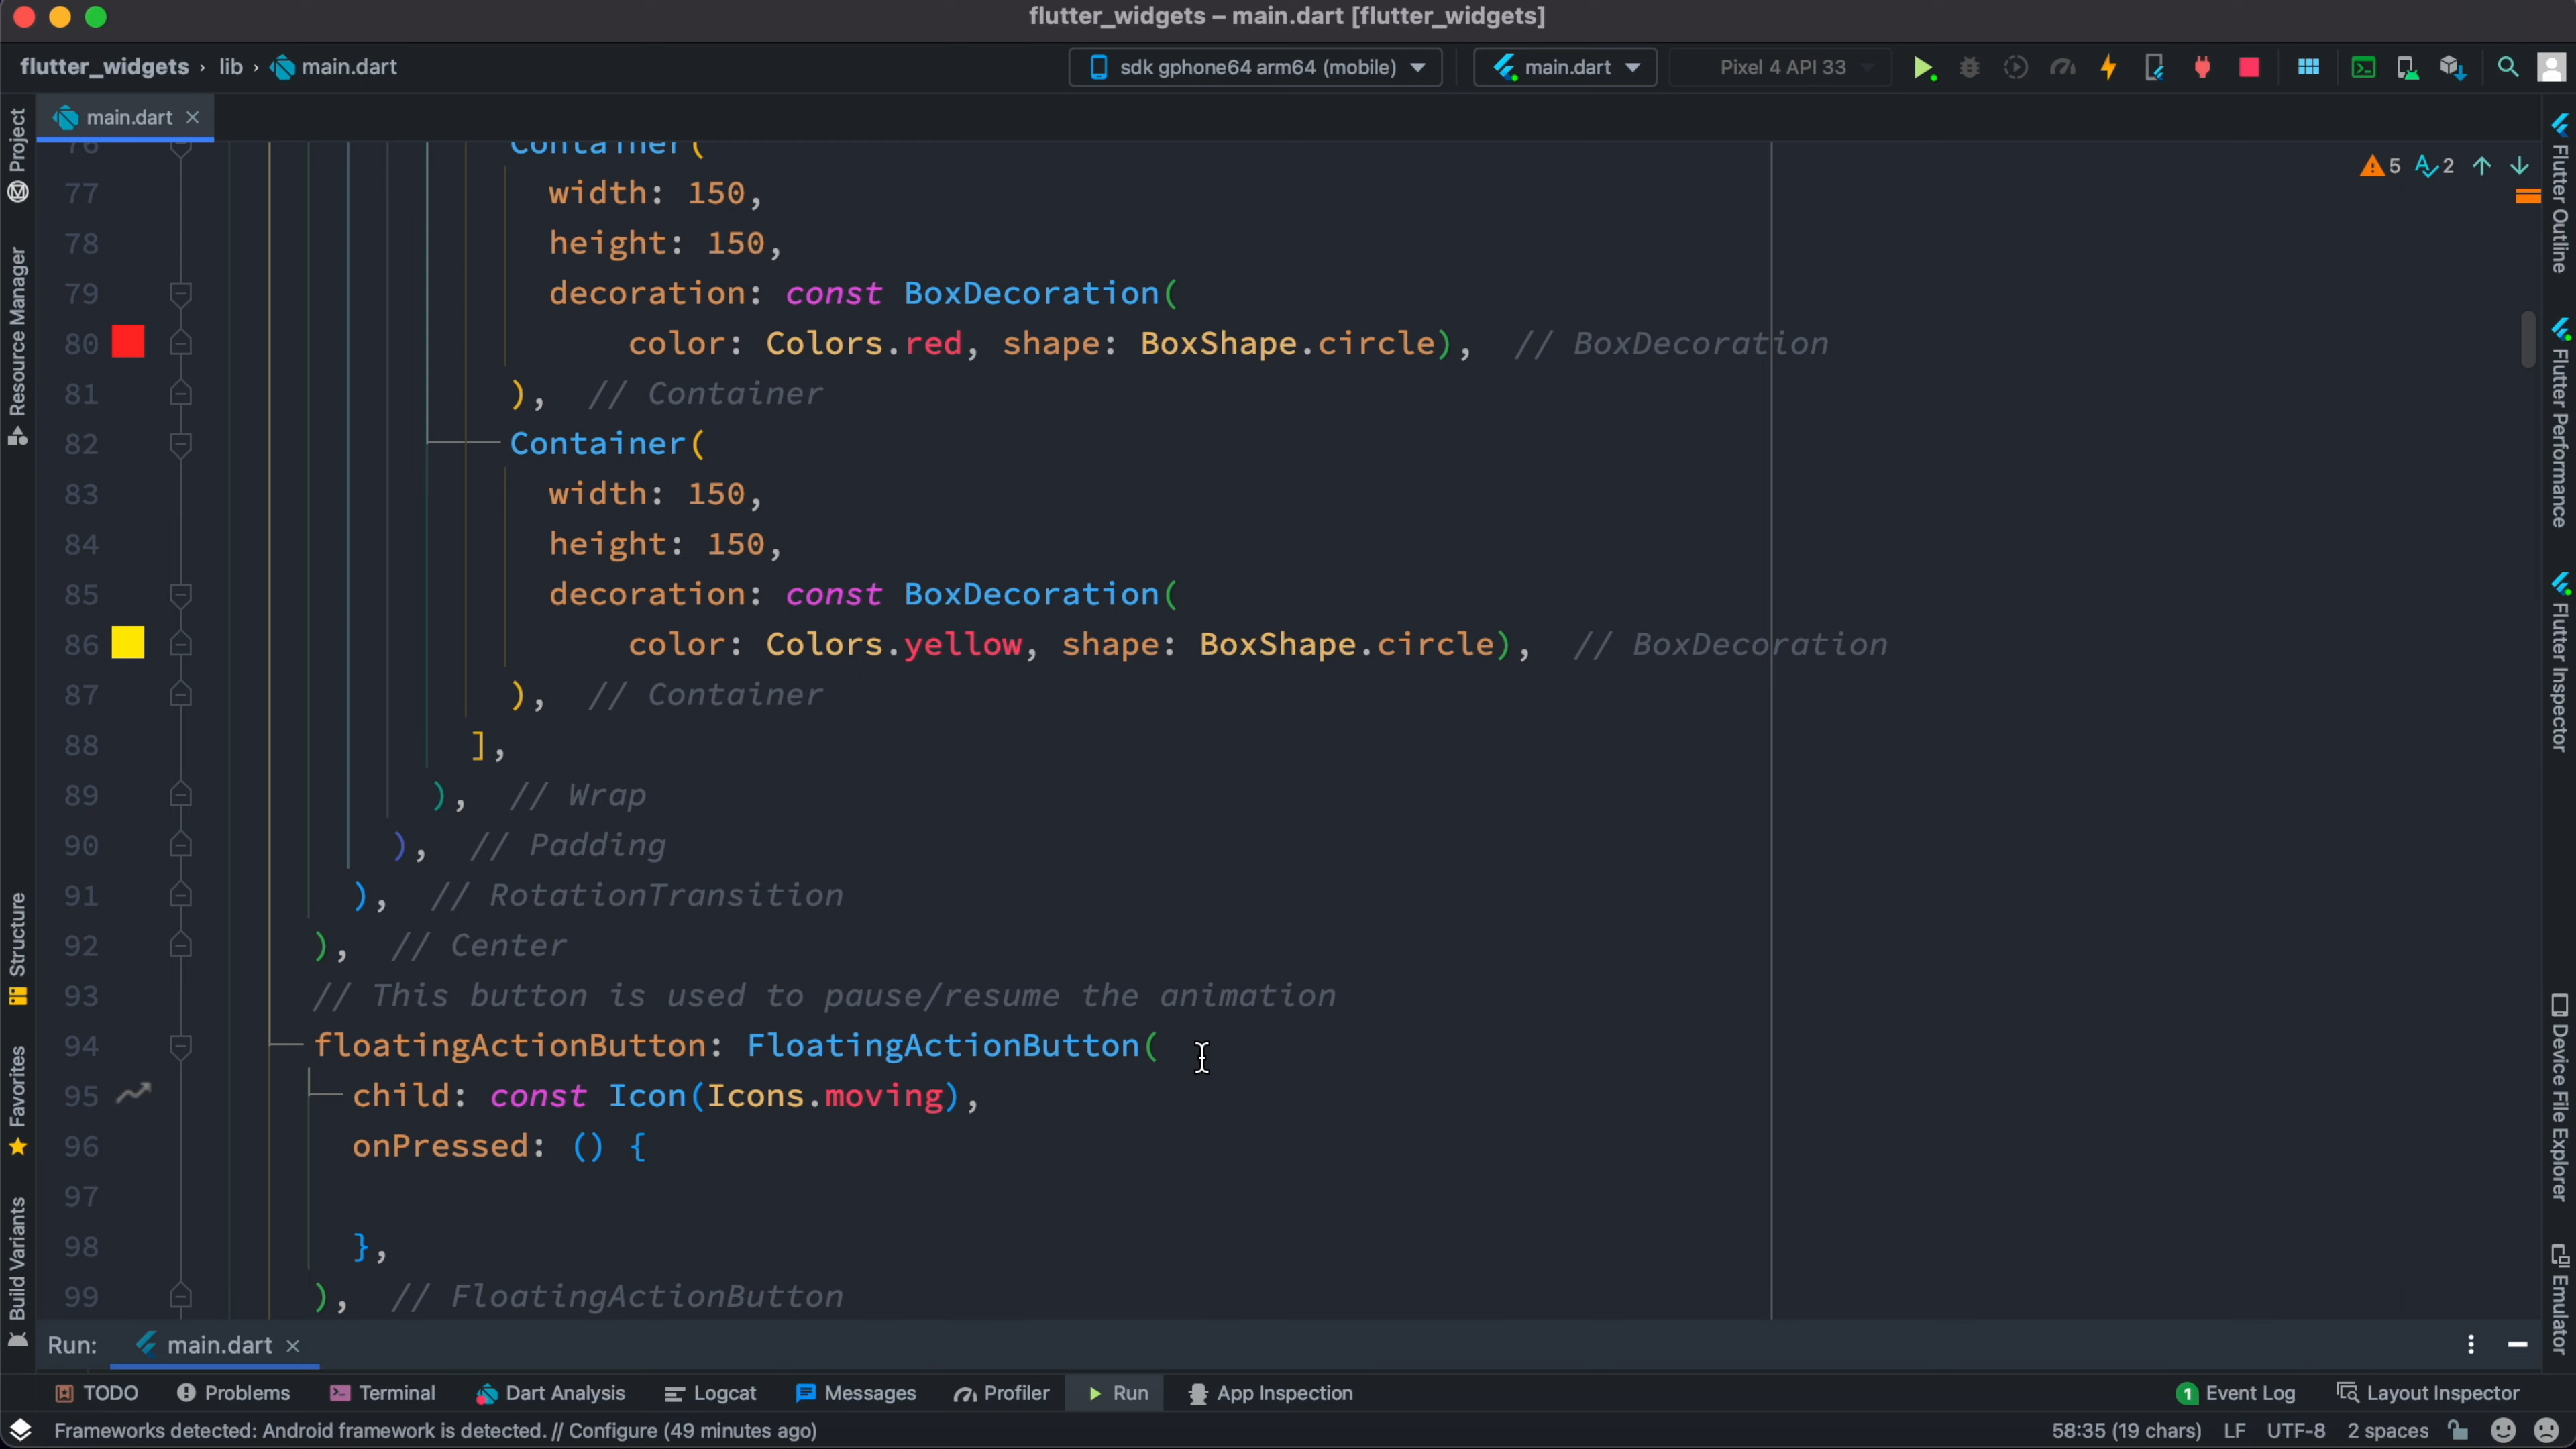 flutter_widgets – main.dart [flutter_widgets]
flutter_widgets › lib › main.dart
sdk gphone64 arm64 (mobile)
main.dart
Pixel 4 API 33
main.dart
5 2
76 Container(
77 width: 150,
78 height: 150,
79 decoration: const BoxDecoration(
80 color: Colors.red, shape: BoxShape.circle), // BoxDecoration
81 ), // Container
82 Container(
83 width: 150,
84 height: 150,
85 decoration: const BoxDecoration(
86 color: Colors.yellow, shape: BoxShape.circle), // BoxDecoration
87 ), // Container
88 ],
89 ), // Wrap
90 ), // Padding
91 ), // RotationTransition
92 ), // Center
93 // This button is used to pause/resume the animation
94 floatingActionButton: FloatingActionButton(
95 child: const Icon(Icons.moving),
96 onPressed: () {
97
98 },
99 ), // FloatingActionButton
Project
Resource Manager
Structure
Favorites
Build Variants
Flutter Outline
Flutter Performance
Flutter Inspector
Device File Explorer
Emulator
Run: main.dart
TODO Problems Terminal Dart Analysis Logcat Messages Profiler Run App Inspection 1 Event Log Layout Inspector
Frameworks detected: Android framework is detected. // Configure (49 minutes ago) 58:35 (19 chars) LF UTF-8 2 spaces